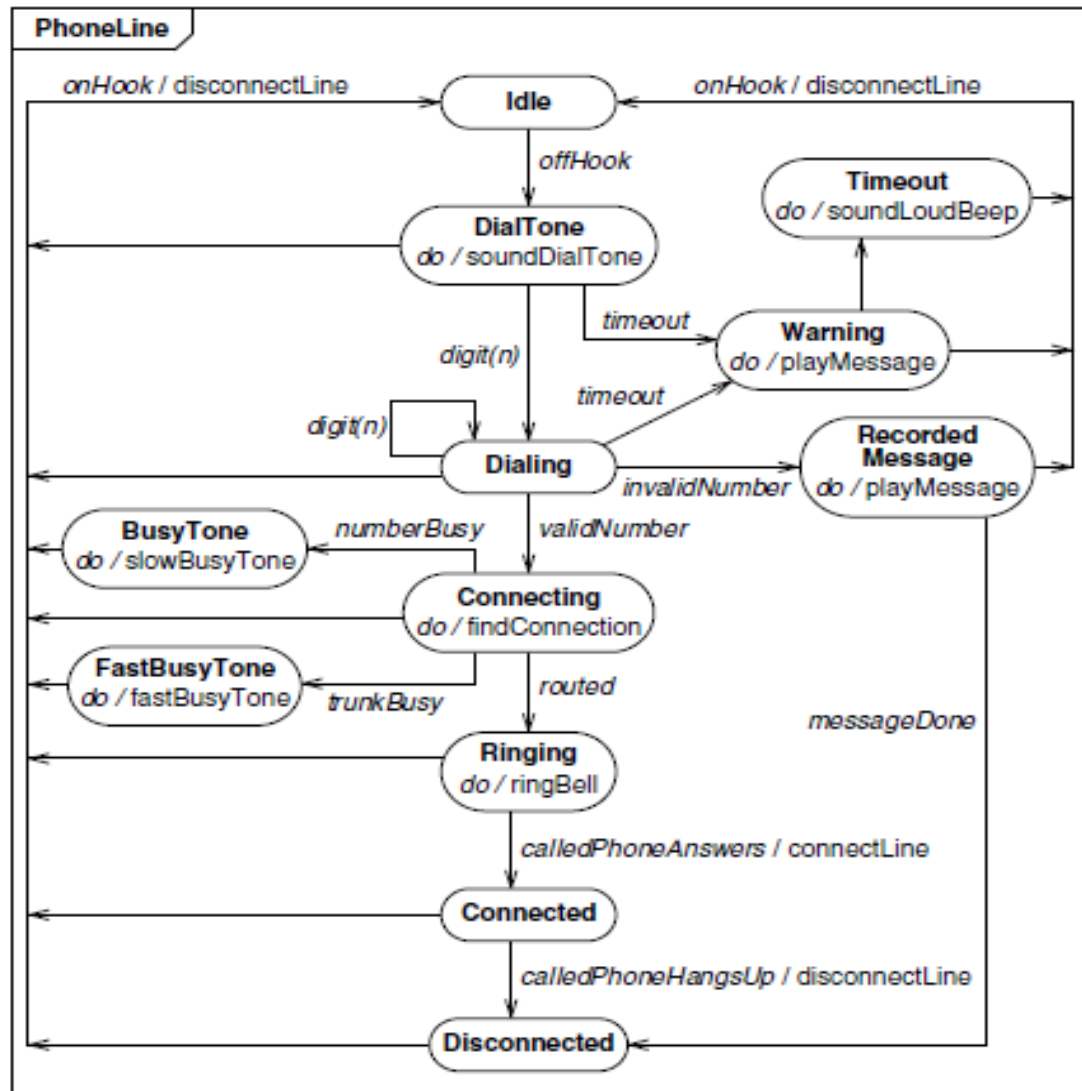 PhoneLine
onHook / disconnectLine
Idle
onHook / disconnectLine
offHook
Timeout
do / soundLoudBeep
DialTone
do / soundDialTone
timeout
Warning
do / playMessage
digit(n)
timeout
digit(n)
Dialing
Recorded
Message
do / playMessage
invalidNumber
numberBusy
validNumber
BusyTone
do / slowBusyTone
Connecting
do / findConnection
FastBusyTone
do / fastBusyTone
trunkBusy
routed
messageDone
Ringing
do / ringBell
calledPhoneAnswers / connectLine
Connected
calledPhoneHangsUp / disconnectLine
Disconnected